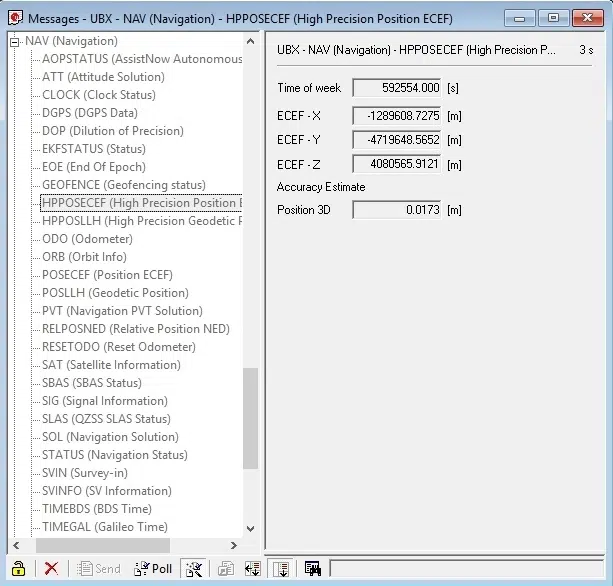 Messages - UBX - NAV (Navigation) - HPPOSECEF (High Precision Position ECEF)
NAV (Navigation)
AOPSTATUS (AssistNow Autonomous
ATT (Attitude Solution)
CLOCK (Clock Status)
DGPS (DGPS Data)
DOP (Dilution of Precision)
EKFSTATUS (Status)
EOE (End Of Epoch)
GEOFENCE (Geofencing status)
HPPOSECEF (High Precision Position E
HPPOSLLH (High Precision Geodetic P
ODO (Odometer)
ORB (Orbit Info)
POSECEF (Position ECEF)
POSLLH (Geodetic Position)
PVT (Navigation PVT Solution)
RELPOSNED (Relative Position NED)
RESETODO (Reset Odometer)
SAT (Satellite Information)
SBAS (SBAS Status)
SIG (Signal Information)
SLAS (QZSS SLAS Status)
SOL (Navigation Solution)
STATUS (Navigation Status)
SVIN (Survey-in)
SVINFO (SV Information)
TIMEBDS (BDS Time)
TIMEGAL (Galileo Time)
UBX - NAV (Navigation) - HPPOSECEF (High Precision P... 3 s
Time of week 592554.000 [s]
ECEF - X -1289608.7275 [m]
ECEF - Y -4719648.5652 [m]
ECEF - Z 4080565.9121 [m]
Accuracy Estimate
Position 3D 0.0173 [m]
Send Poll